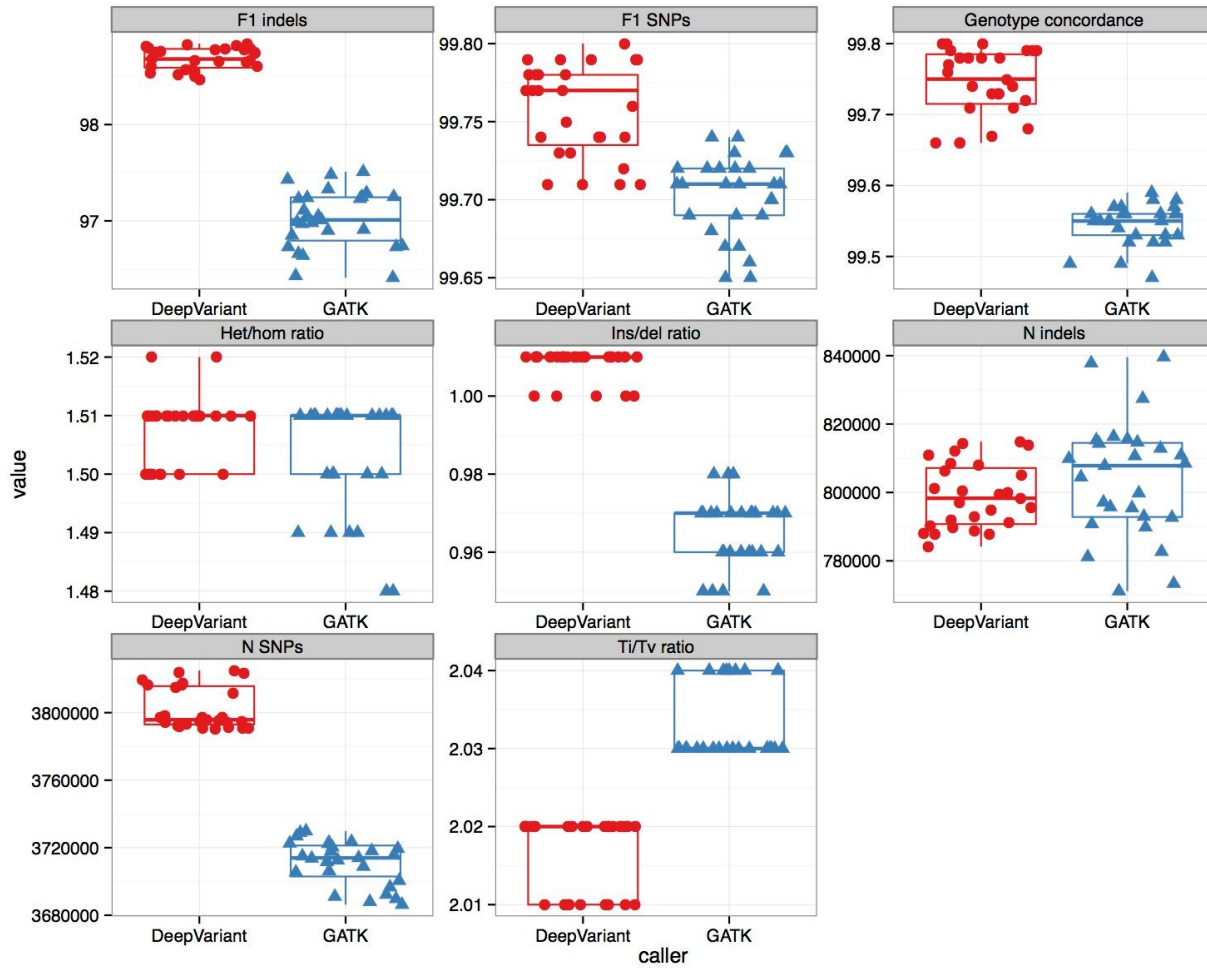 F1 indels
98
97
DeepVariant GATK
F1 SNPs
99.80
99.75
99.70
99.65
DeepVariant GATK
Genotype concordance
99.8
99.7
99.6
99.5
DeepVariant GATK
Het/hom ratio
1.52
1.51
1.50
1.49
1.48
DeepVariant GATK
Ins/del ratio
1.00
0.98
0.96
DeepVariant GATK
N indels
840000
820000
800000
780000
DeepVariant GATK
value
N SNPs
3800000
3760000
3720000
3680000
DeepVariant GATK
Ti/Tv ratio
2.04
2.03
2.02
2.01
DeepVariant GATK
caller